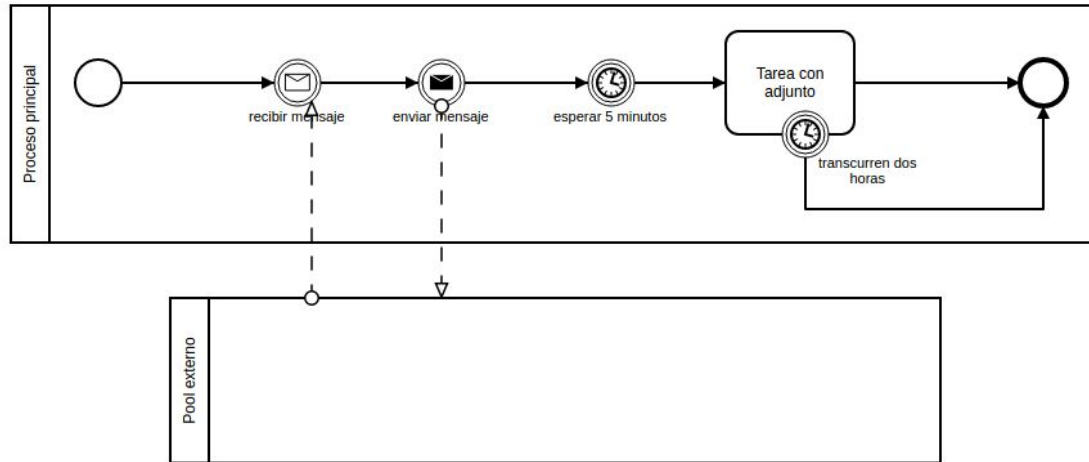 Proceso principal
recibir mensaje
enviar mensaje
esperar 5 minutos
Tarea con
adjunto
transcurren dos
horas
Pool externo